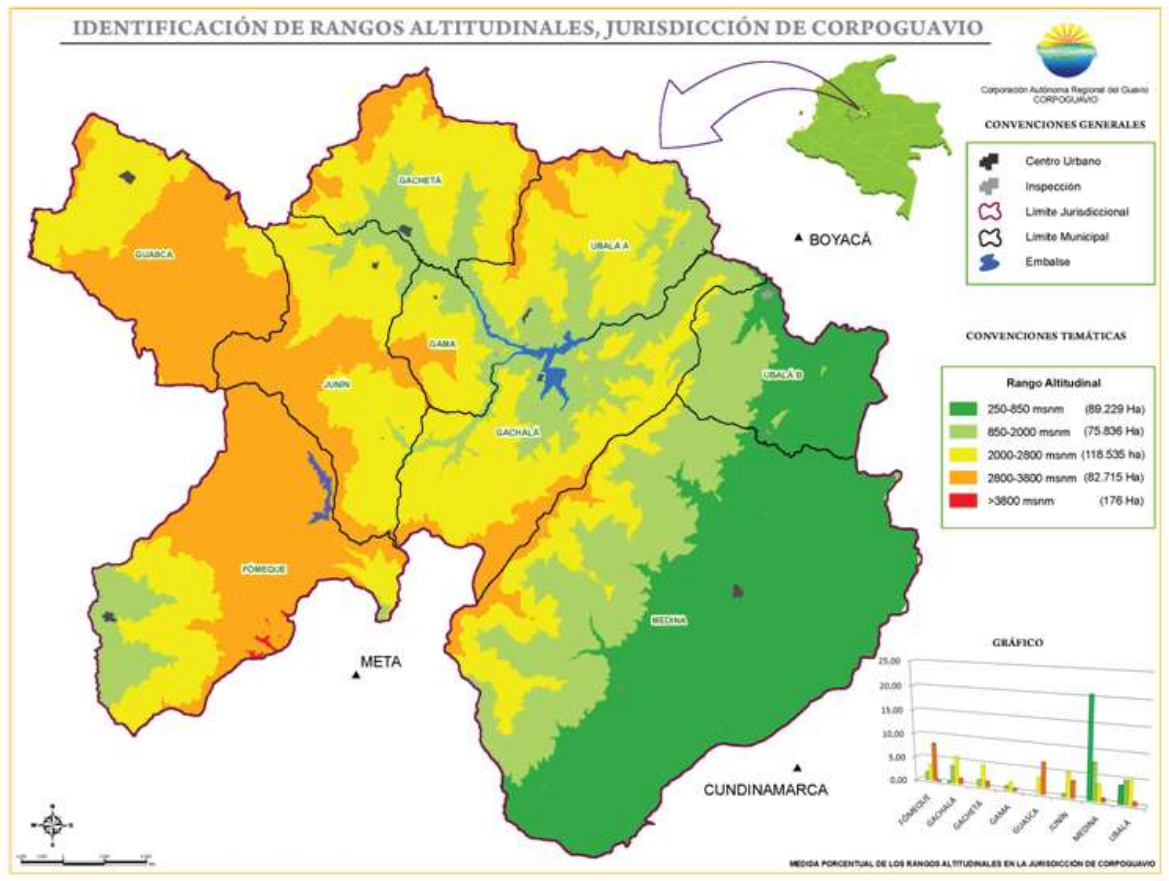 IDENTIFICACIÓN DE RANGOS ALTITUDINALES, JURISDICCIÓN DE CORPOGUAVIO
Corporación Autónoma Regional del Guavio
CORPOGUAVIO
CONVENCIONES GENERALES
Centro Urbano
Inspección
Límite Jurisdiccional
Límite Municipal
Embalse
GACHETÁ
GUASCA
UBALÁ A
BOYACÁ
GAMA
JUNÍN
UBALÁ B
GACHALÁ
FÓMEQUE
MEDINA
META
CUNDINAMARCA
CONVENCIONES TEMÁTICAS
Rango Altitudinal
250-850 msnm (89.229 Ha)
850-2000 msnm (75.836 Ha)
2000-2800 msnm (118.535 ha)
2800-3800 msnm (82.715 Ha)
>3800 msnm (176 Ha)
GRÁFICO
25,00
20,00
15,00
10,00
5,00
0,00
FÓMEQUE
GACHALÁ
GACHETÁ
GAMA
GUASCA
JUNÍN
MEDINA
UBALÁ
MEDIDA PORCENTUAL DE LOS RANGOS ALTITUDINALES EN LA JURISDICCIÓN DE CORPOGUAVIO